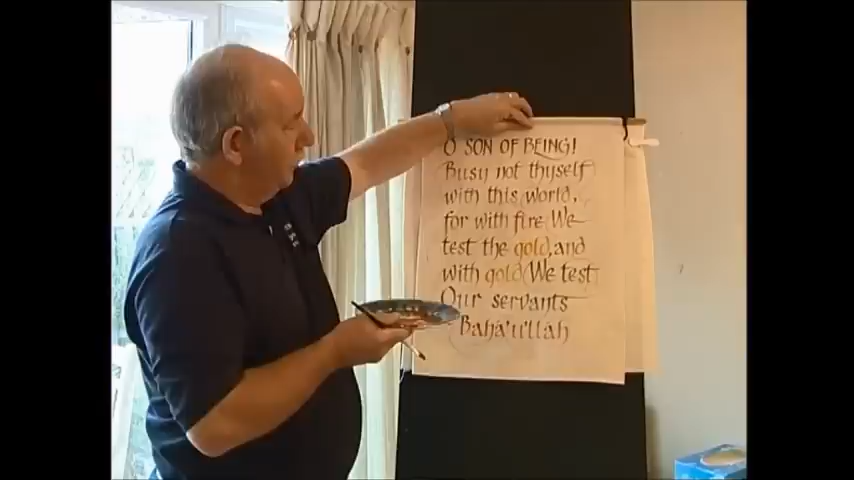 O SON OF BEING!
Busy not thyself
with this world,
for with fire We
test the gold, and
with gold We test
Our servants
Bahá'u'lláh